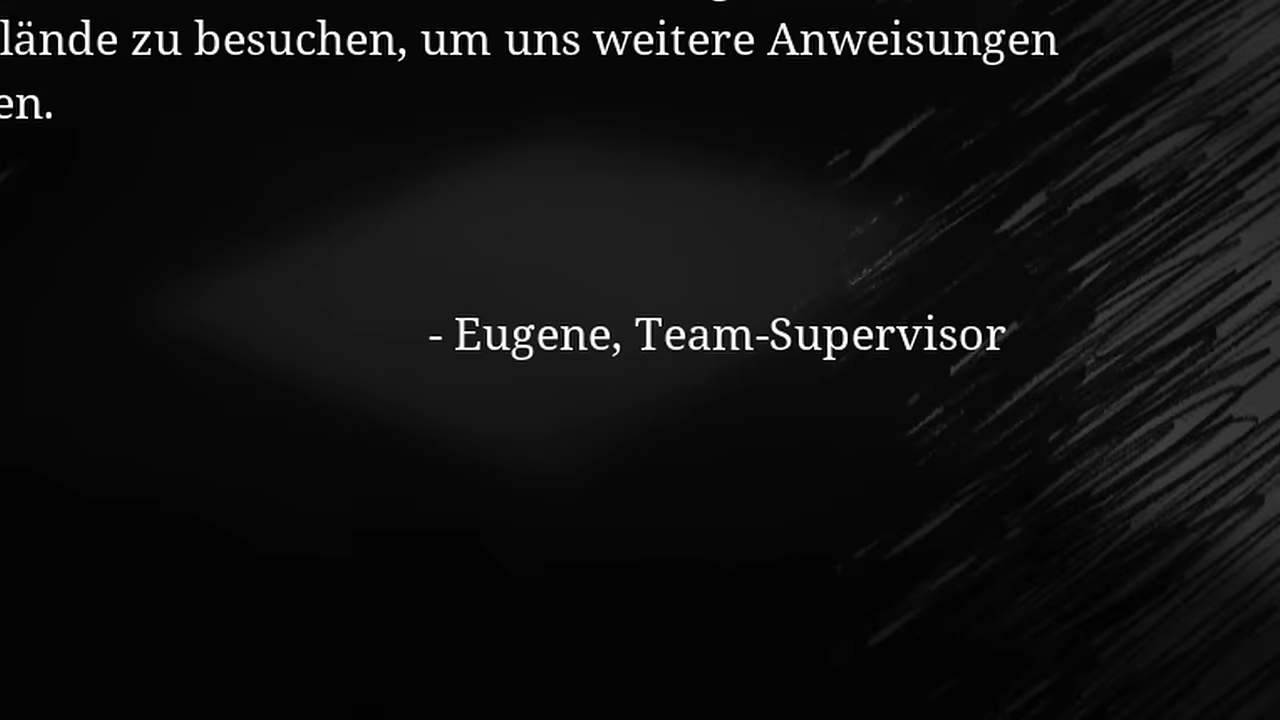 lände zu besuchen, um uns weitere Anweisungen
en.
- Eugene, Team-Supervisor